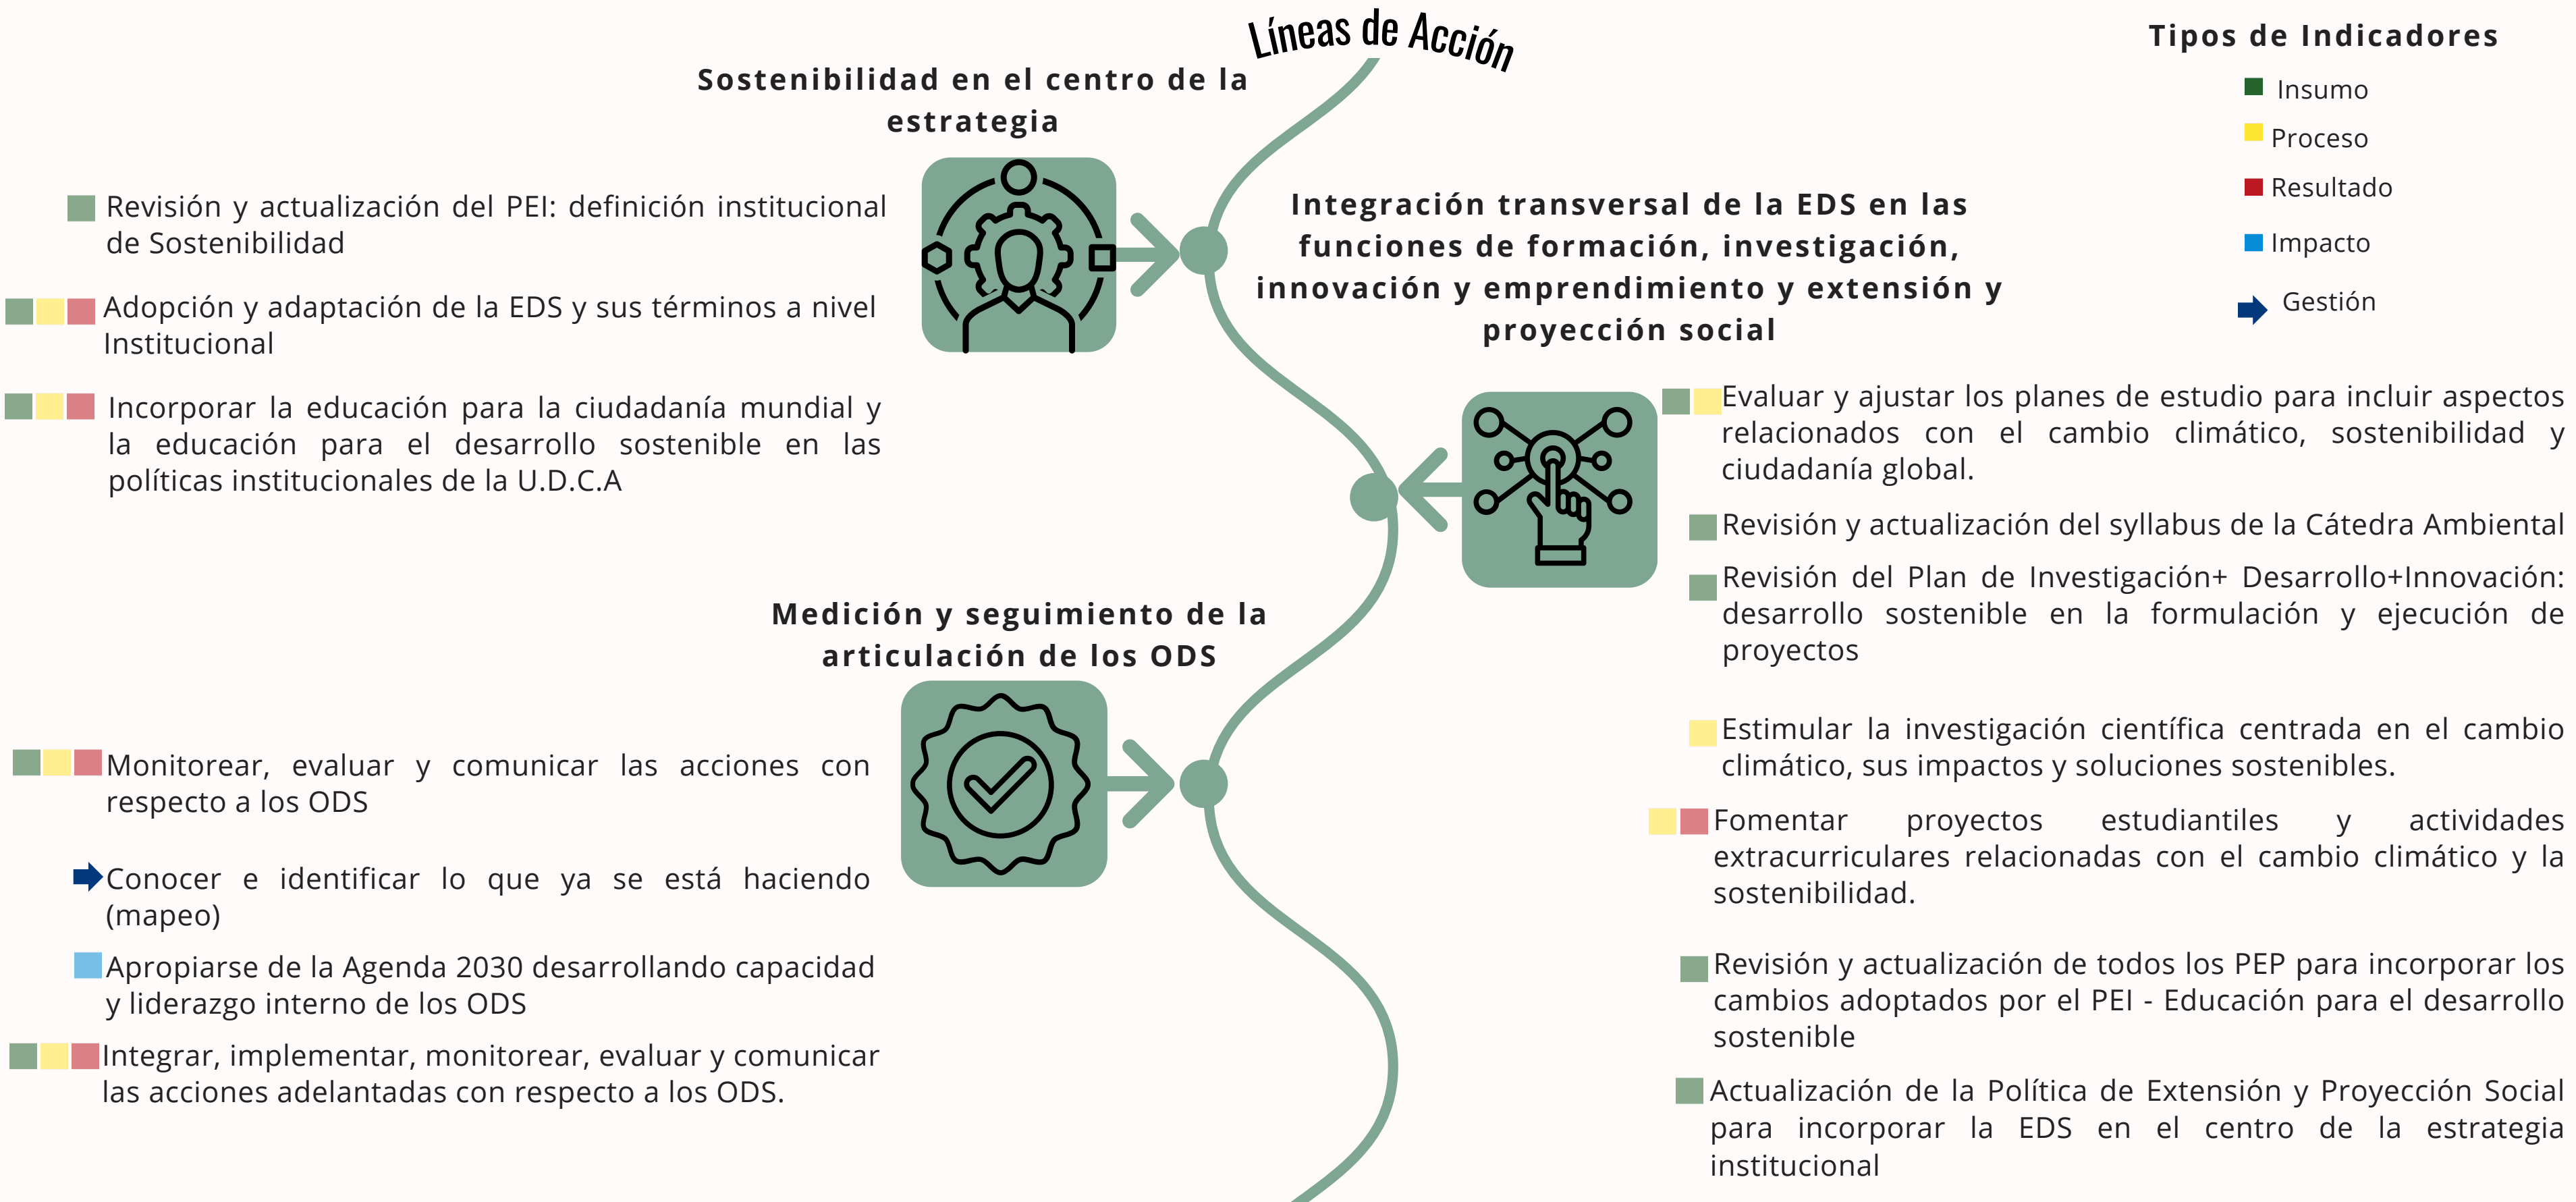 Líneas de Acción
Tipos de Indicadores
Insumo
Proceso
Resultado
Impacto
Gestión
Sostenibilidad en el centro de la
estrategia
Revisión y actualización del PEI: definición institucional
de Sostenibilidad
Adopción y adaptación de la EDS y sus términos a nivel
Institucional
Incorporar la educación para la ciudadanía mundial y
la educación para el desarrollo sostenible en las
políticas institucionales de la U.D.C.A
Integración transversal de la EDS en las
funciones de formación, investigación,
innovación y emprendimiento y extensión y
proyección social
Evaluar y ajustar los planes de estudio para incluir aspectos
relacionados con el cambio climático, sostenibilidad y
ciudadanía global.
Revisión y actualización del syllabus de la Cátedra Ambiental
Revisión del Plan de Investigación+ Desarrollo+Innovación:
desarrollo sostenible en la formulación y ejecución de
proyectos
Estimular la investigación científica centrada en el cambio
climático, sus impactos y soluciones sostenibles.
Fomentar proyectos estudiantiles y actividades
extracurriculares relacionadas con el cambio climático y la
sostenibilidad.
Revisión y actualización de todos los PEP para incorporar los
cambios adoptados por el PEI - Educación para el desarrollo
sostenible
Actualización de la Política de Extensión y Proyección Social
para incorporar la EDS en el centro de la estrategia
institucional
Medición y seguimiento de la
articulación de los ODS
Monitorear, evaluar y comunicar las acciones con
respecto a los ODS
Conocer e identificar lo que ya se está haciendo
(mapeo)
Apropiarse de la Agenda 2030 desarrollando capacidad
y liderazgo interno de los ODS
Integrar, implementar, monitorear, evaluar y comunicar
las acciones adelantadas con respecto a los ODS.